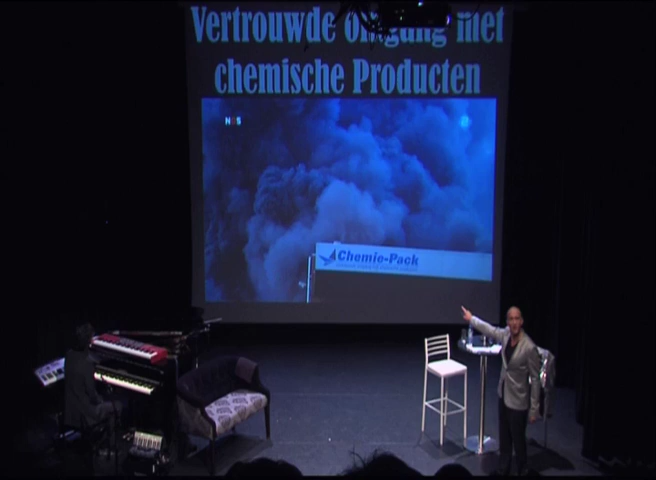 Vertrouwde omgang met
chemische Producten
NOS
Chemie-Pack